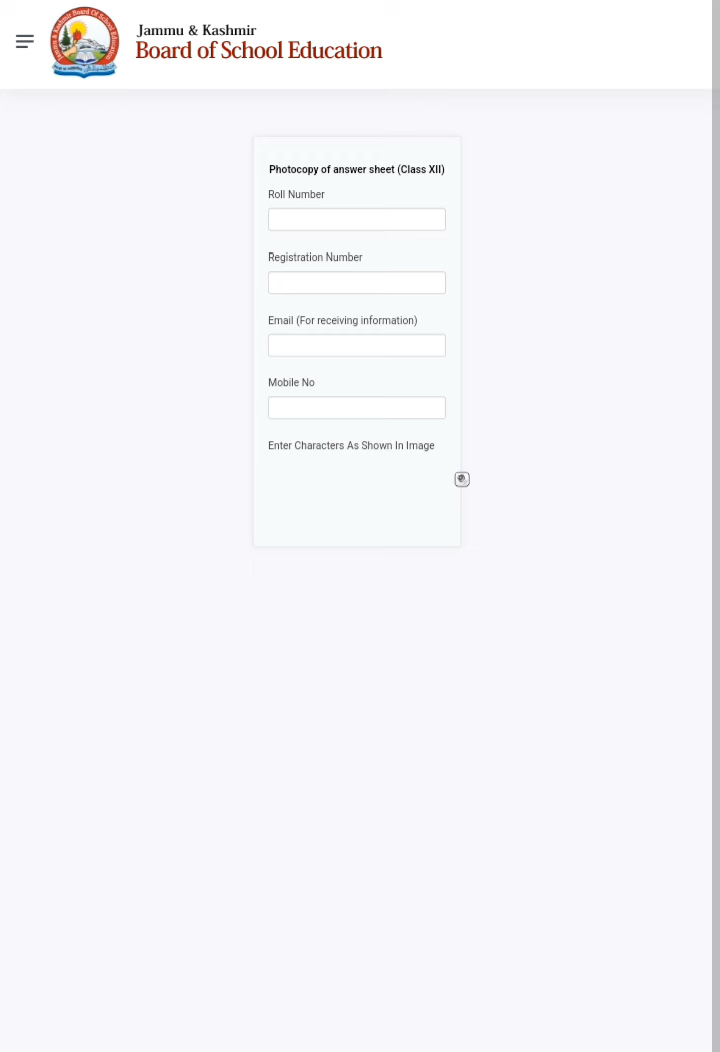 Jammu & Kashmir
Board of School Education
Photocopy of answer sheet (Class XII)
Roll Number
Registration Number
Email (For receiving information)
Mobile No
Enter Characters As Shown In Image